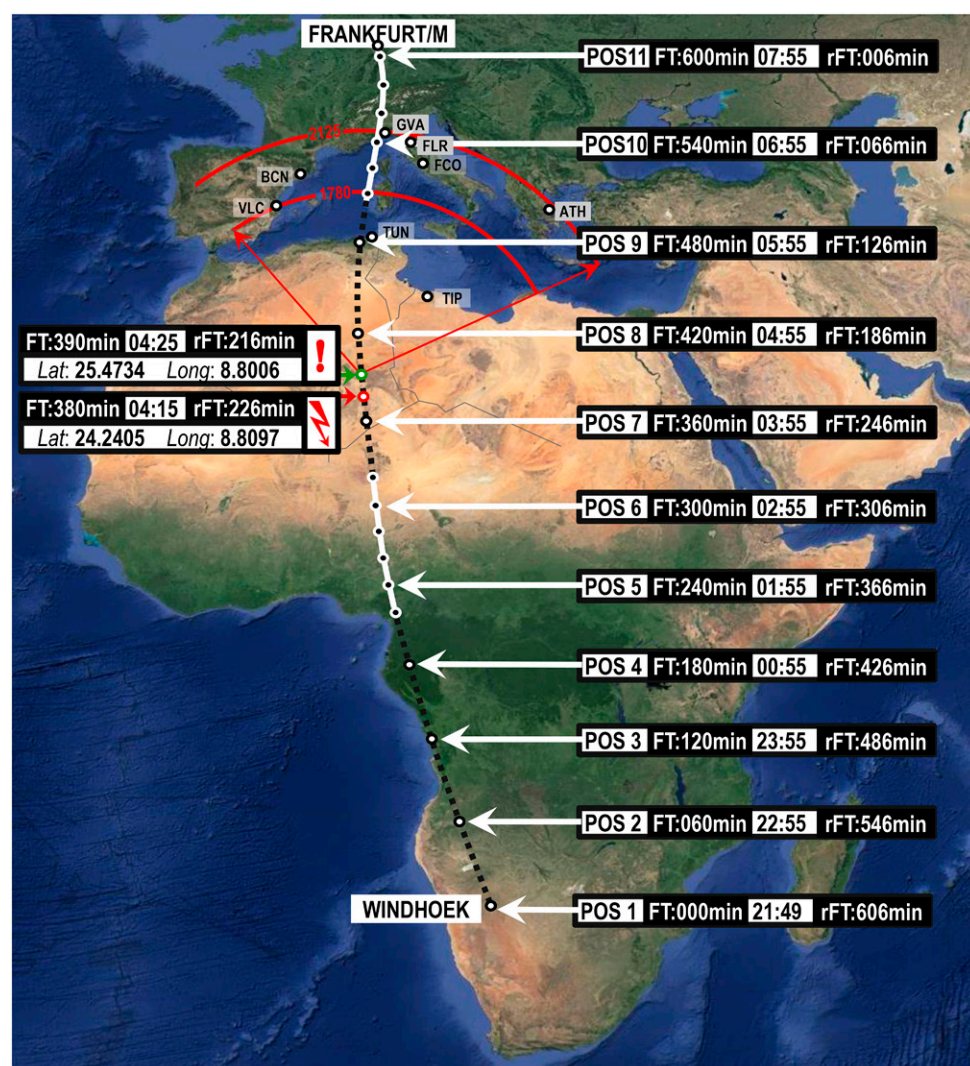 FRANKFURT/M
POS11 FT:600min 07:55 rFT:006min
2125
GVA
FLR
POS10 FT:540min 06:55 rFT:066min
FCO
BCN
1780
VLC
ATH
TUN
POS 9 FT:480min 05:55 rFT:126min
TIP
POS 8 FT:420min 04:55 rFT:186min
FT:390min 04:25 rFT:216min
!
Lat: 25.4734 Long: 8.8006
FT:380min 04:15 rFT:226min
Lat: 24.2405 Long: 8.8097
POS 7 FT:360min 03:55 rFT:246min
POS 6 FT:300min 02:55 rFT:306min
POS 5 FT:240min 01:55 rFT:366min
POS 4 FT:180min 00:55 rFT:426min
POS 3 FT:120min 23:55 rFT:486min
POS 2 FT:060min 22:55 rFT:546min
WINDHOEK
POS 1 FT:000min 21:49 rFT:606min